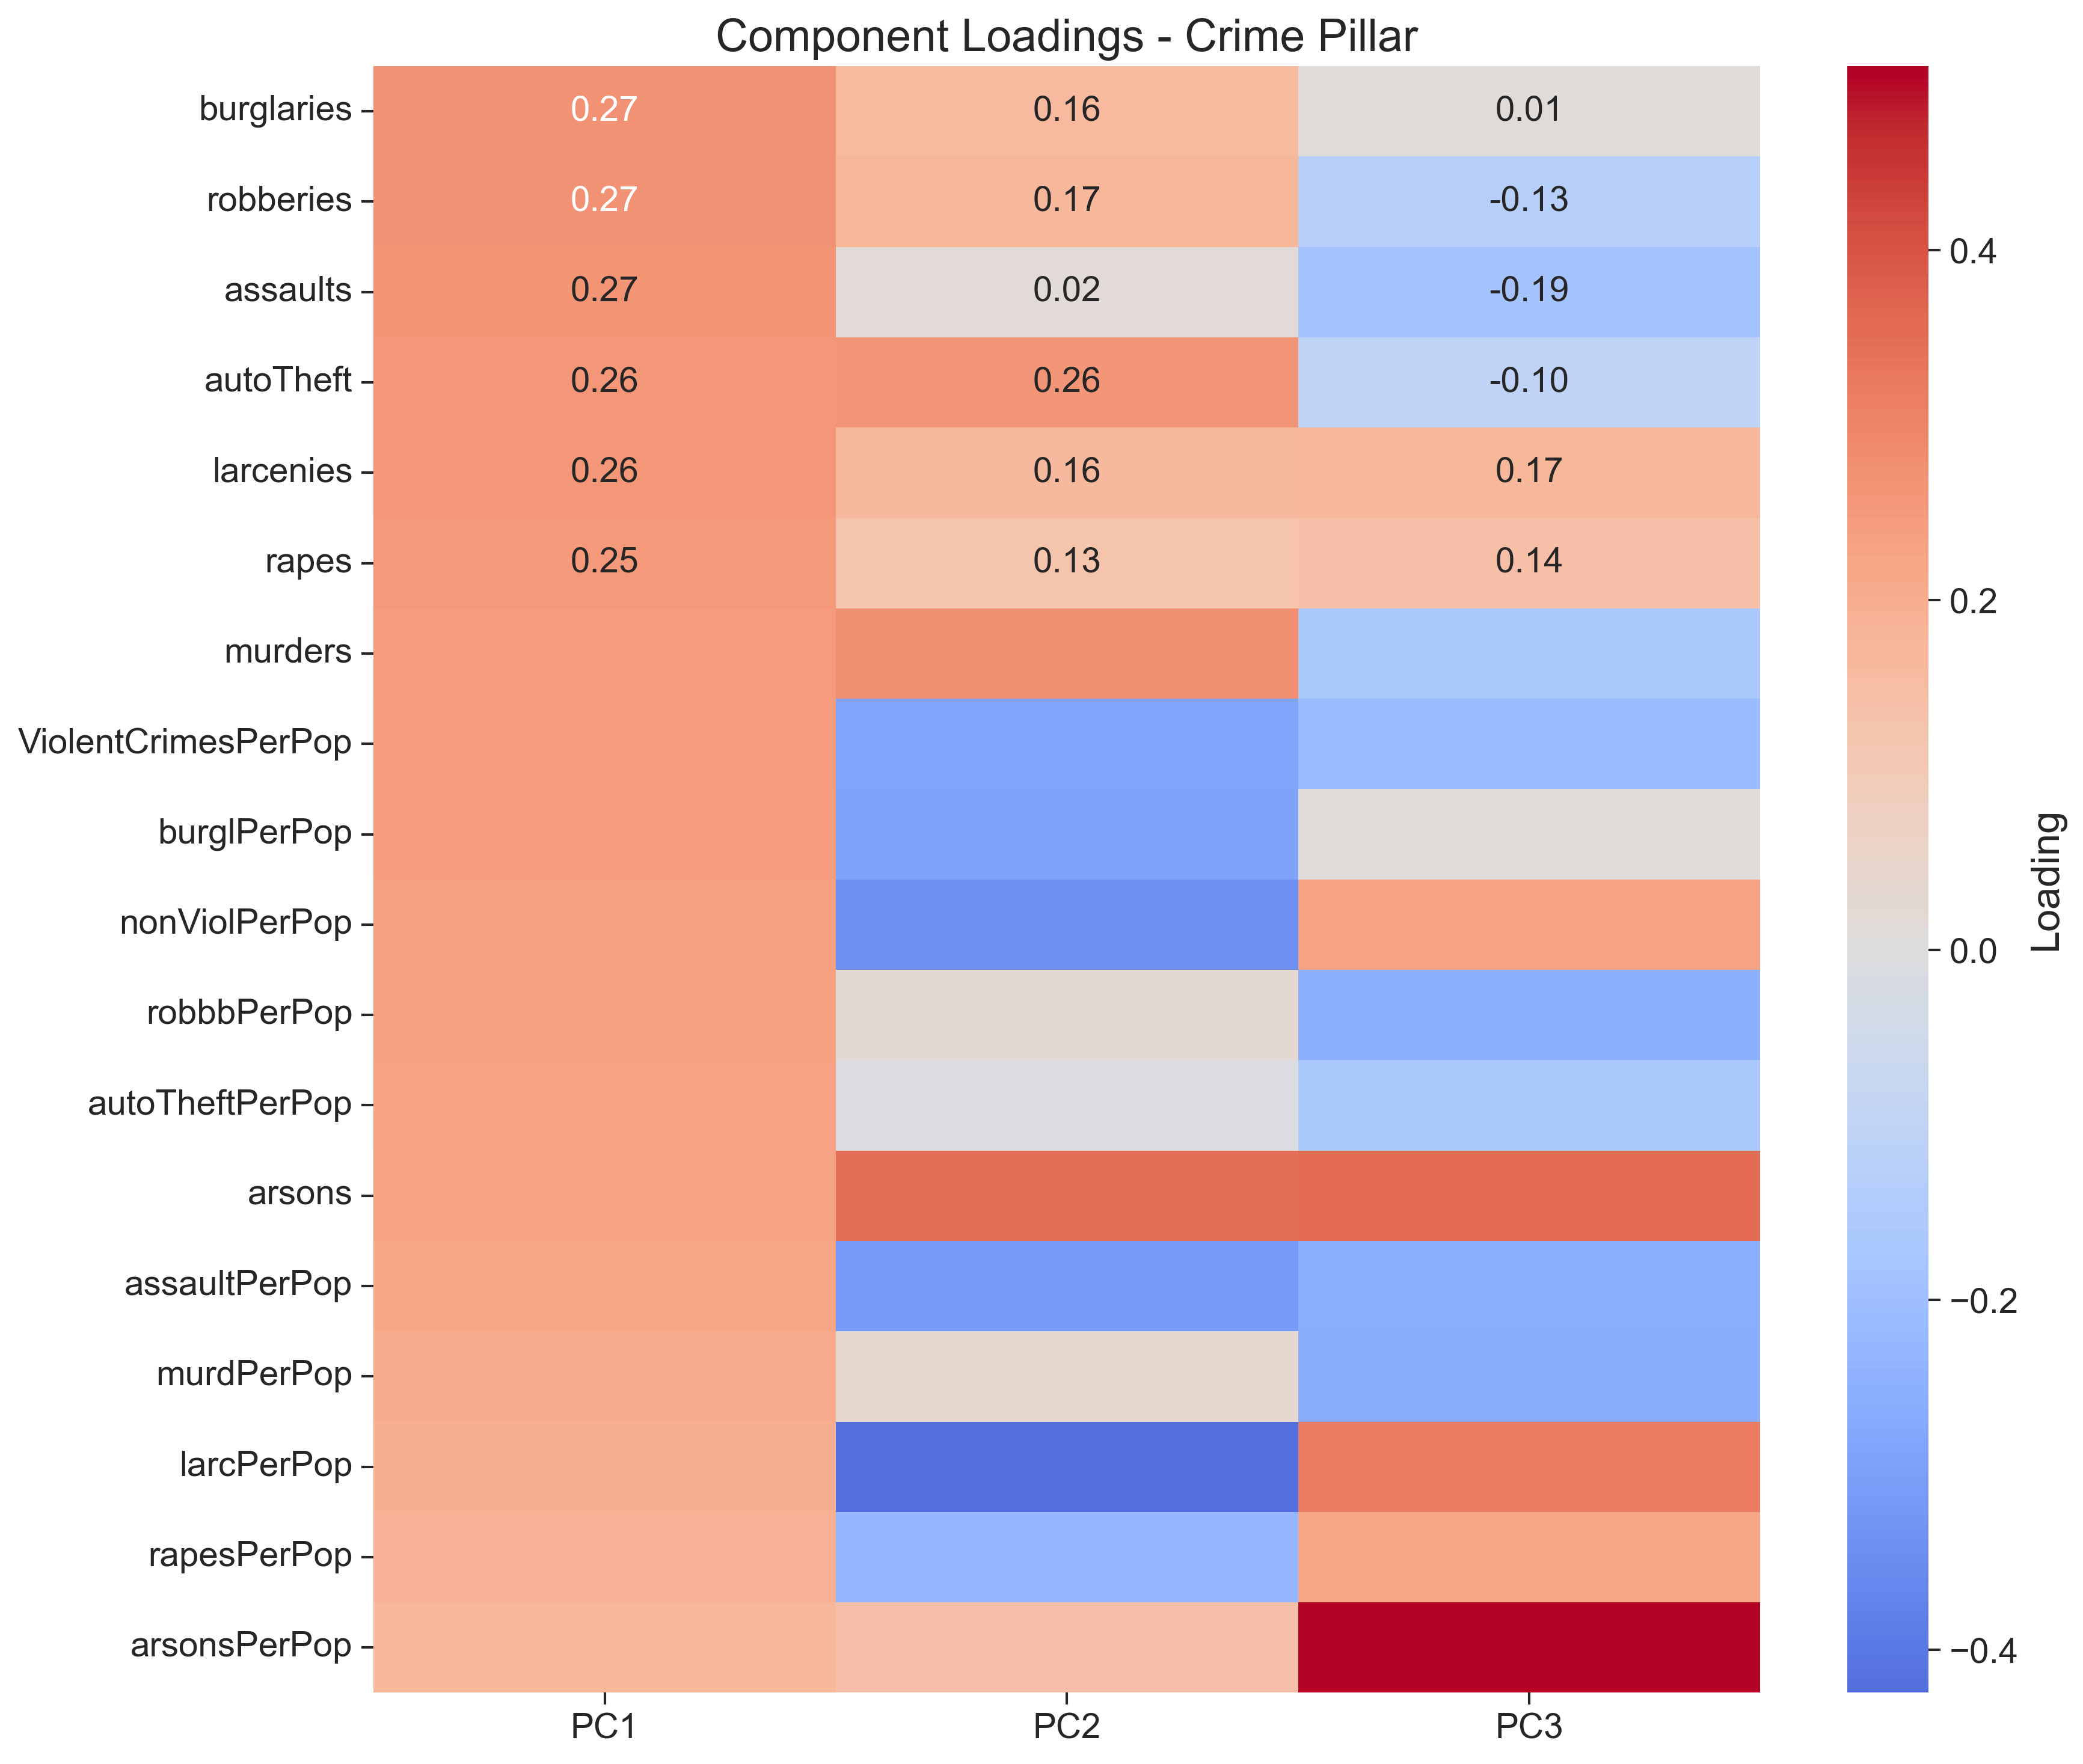 Component Loadings - Crime Pillar
burglaries 0.27 0.16 0.01
robberies 0.27 0.17 -0.13
assaults 0.27 0.02 -0.19
autoTheft 0.26 0.26 -0.10
larcenies 0.26 0.16 0.17
rapes 0.25 0.13 0.14
murders
ViolentCrimesPerPop
burglPerPop
nonViolPerPop
robbbPerPop
autoTheftPerPop
arsons
assaultPerPop
murdPerPop
larcPerPop
rapesPerPop
arsonsPerPop
PC1 PC2 PC3
0.4
0.2
0.0
−0.2
−0.4
Loading